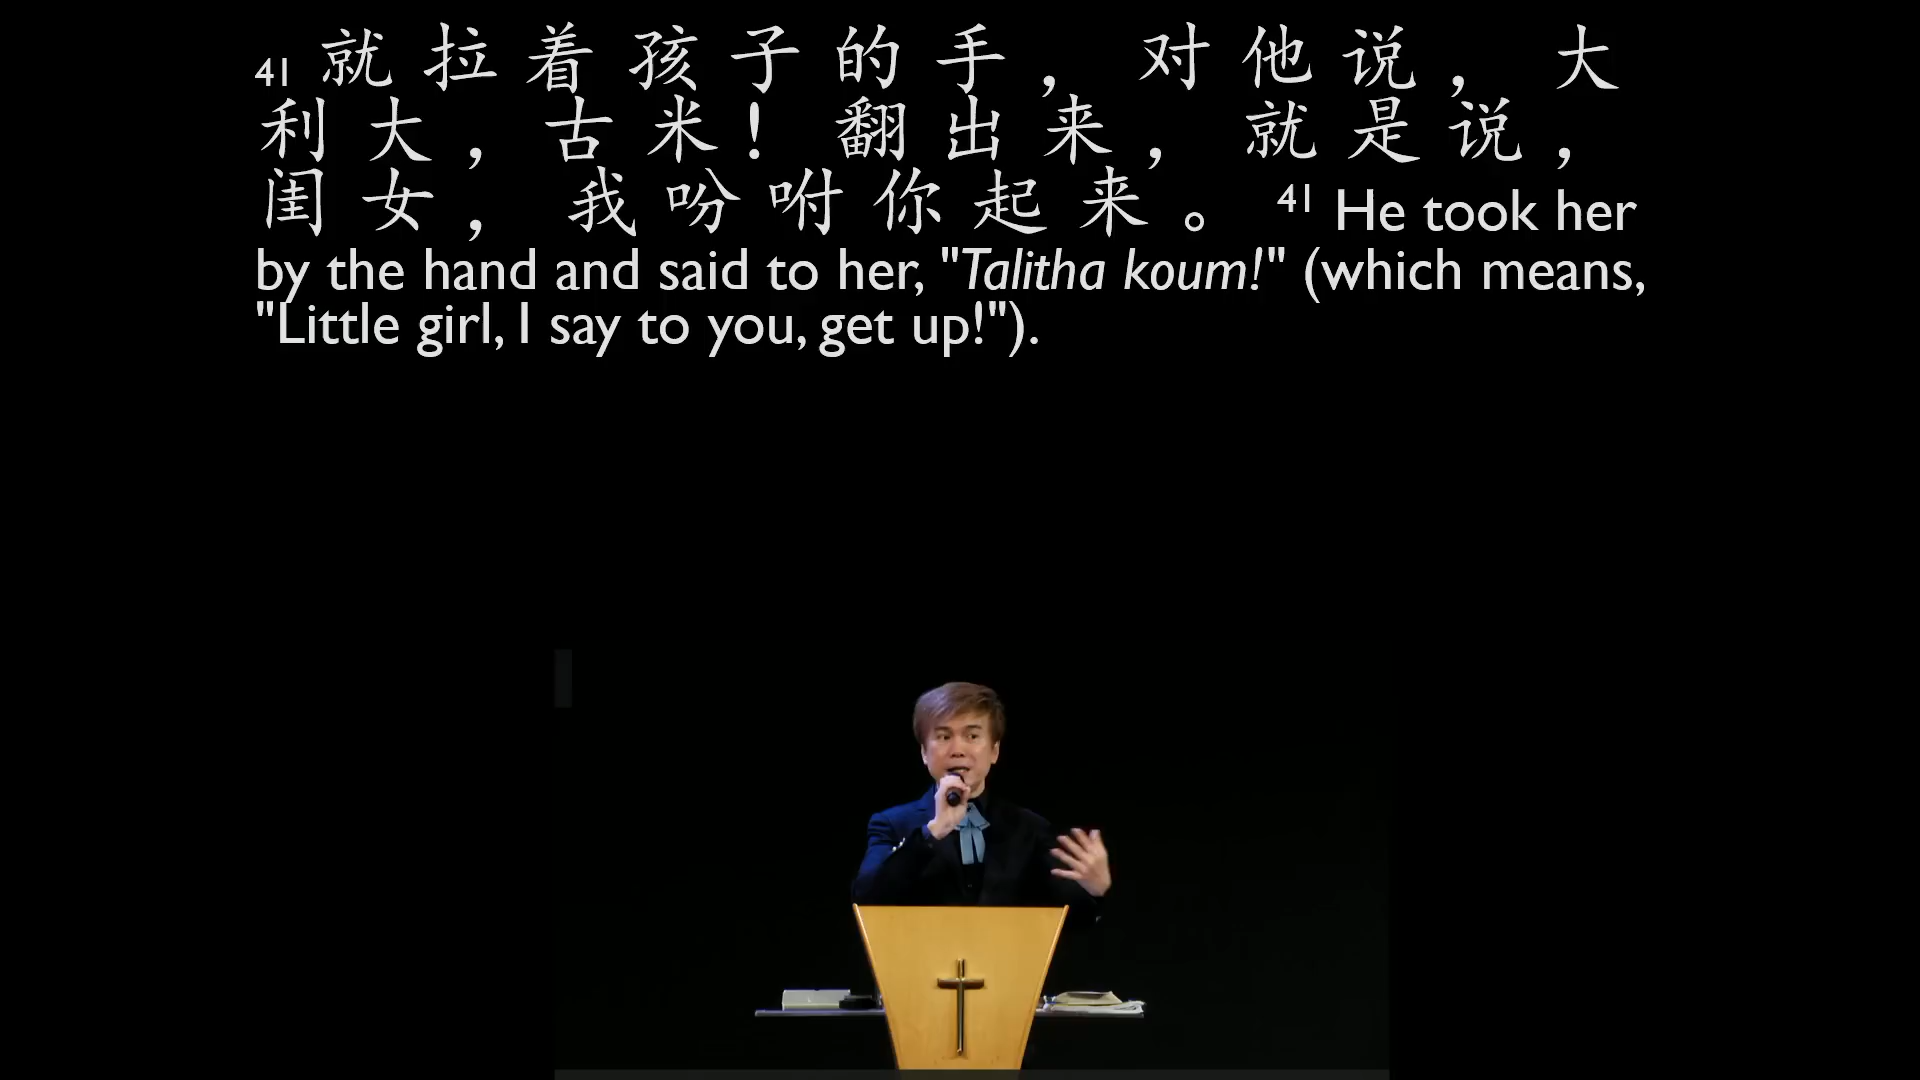 41 就拉着孩子的手，对他说，大
利大，古米！翻出来，就是说，
闺女，我吩咐你起来。 41 He took her
by the hand and said to her, "Talitha koum!" (which means,
"Little girl, I say to you, get up!").